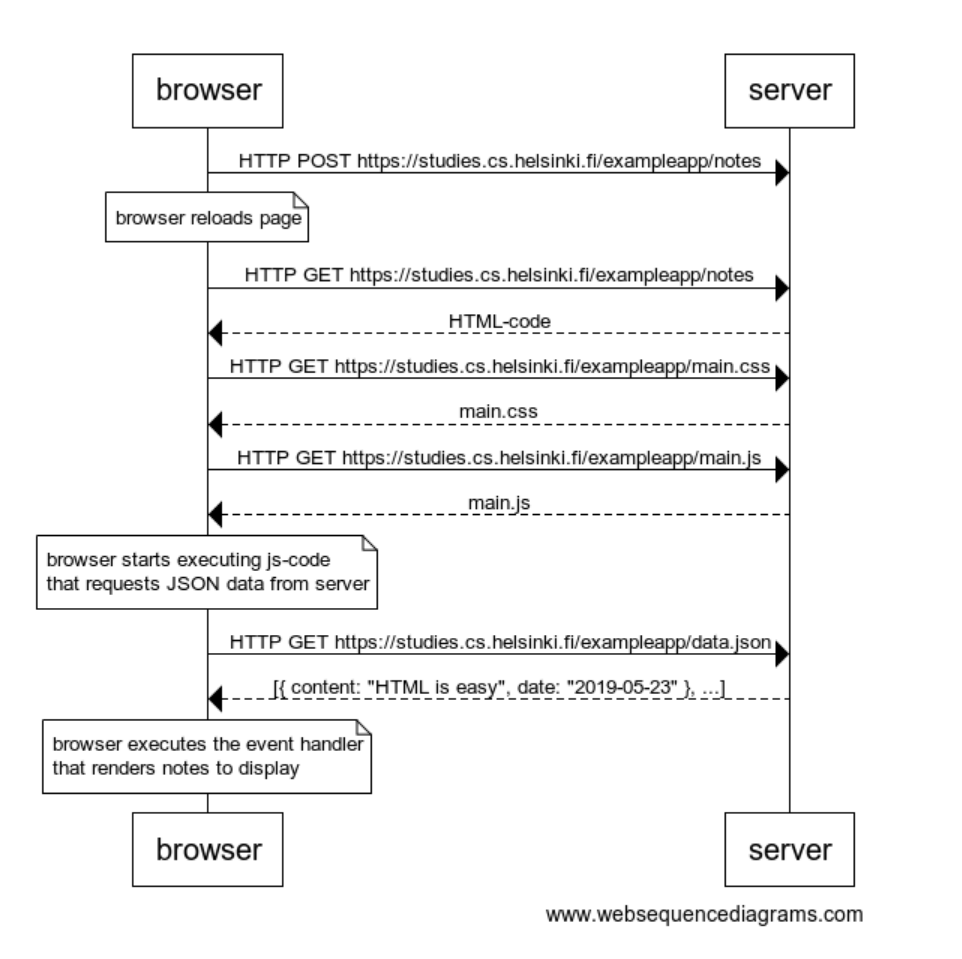 browser
server
HTTP POST https://studies.cs.helsinki.fi/exampleapp/notes
browser reloads page
HTTP GET https://studies.cs.helsinki.fi/exampleapp/notes
HTML-code
HTTP GET https://studies.cs.helsinki.fi/exampleapp/main.css
main.css
HTTP GET https://studies.cs.helsinki.fi/exampleapp/main.js
main.js
browser starts executing js-code
that requests JSON data from server
HTTP GET https://studies.cs.helsinki.fi/exampleapp/data.json
[{ content: "HTML is easy", date: "2019-05-23" }, ...]
browser executes the event handler
that renders notes to display
browser
server
www.websequencediagrams.com